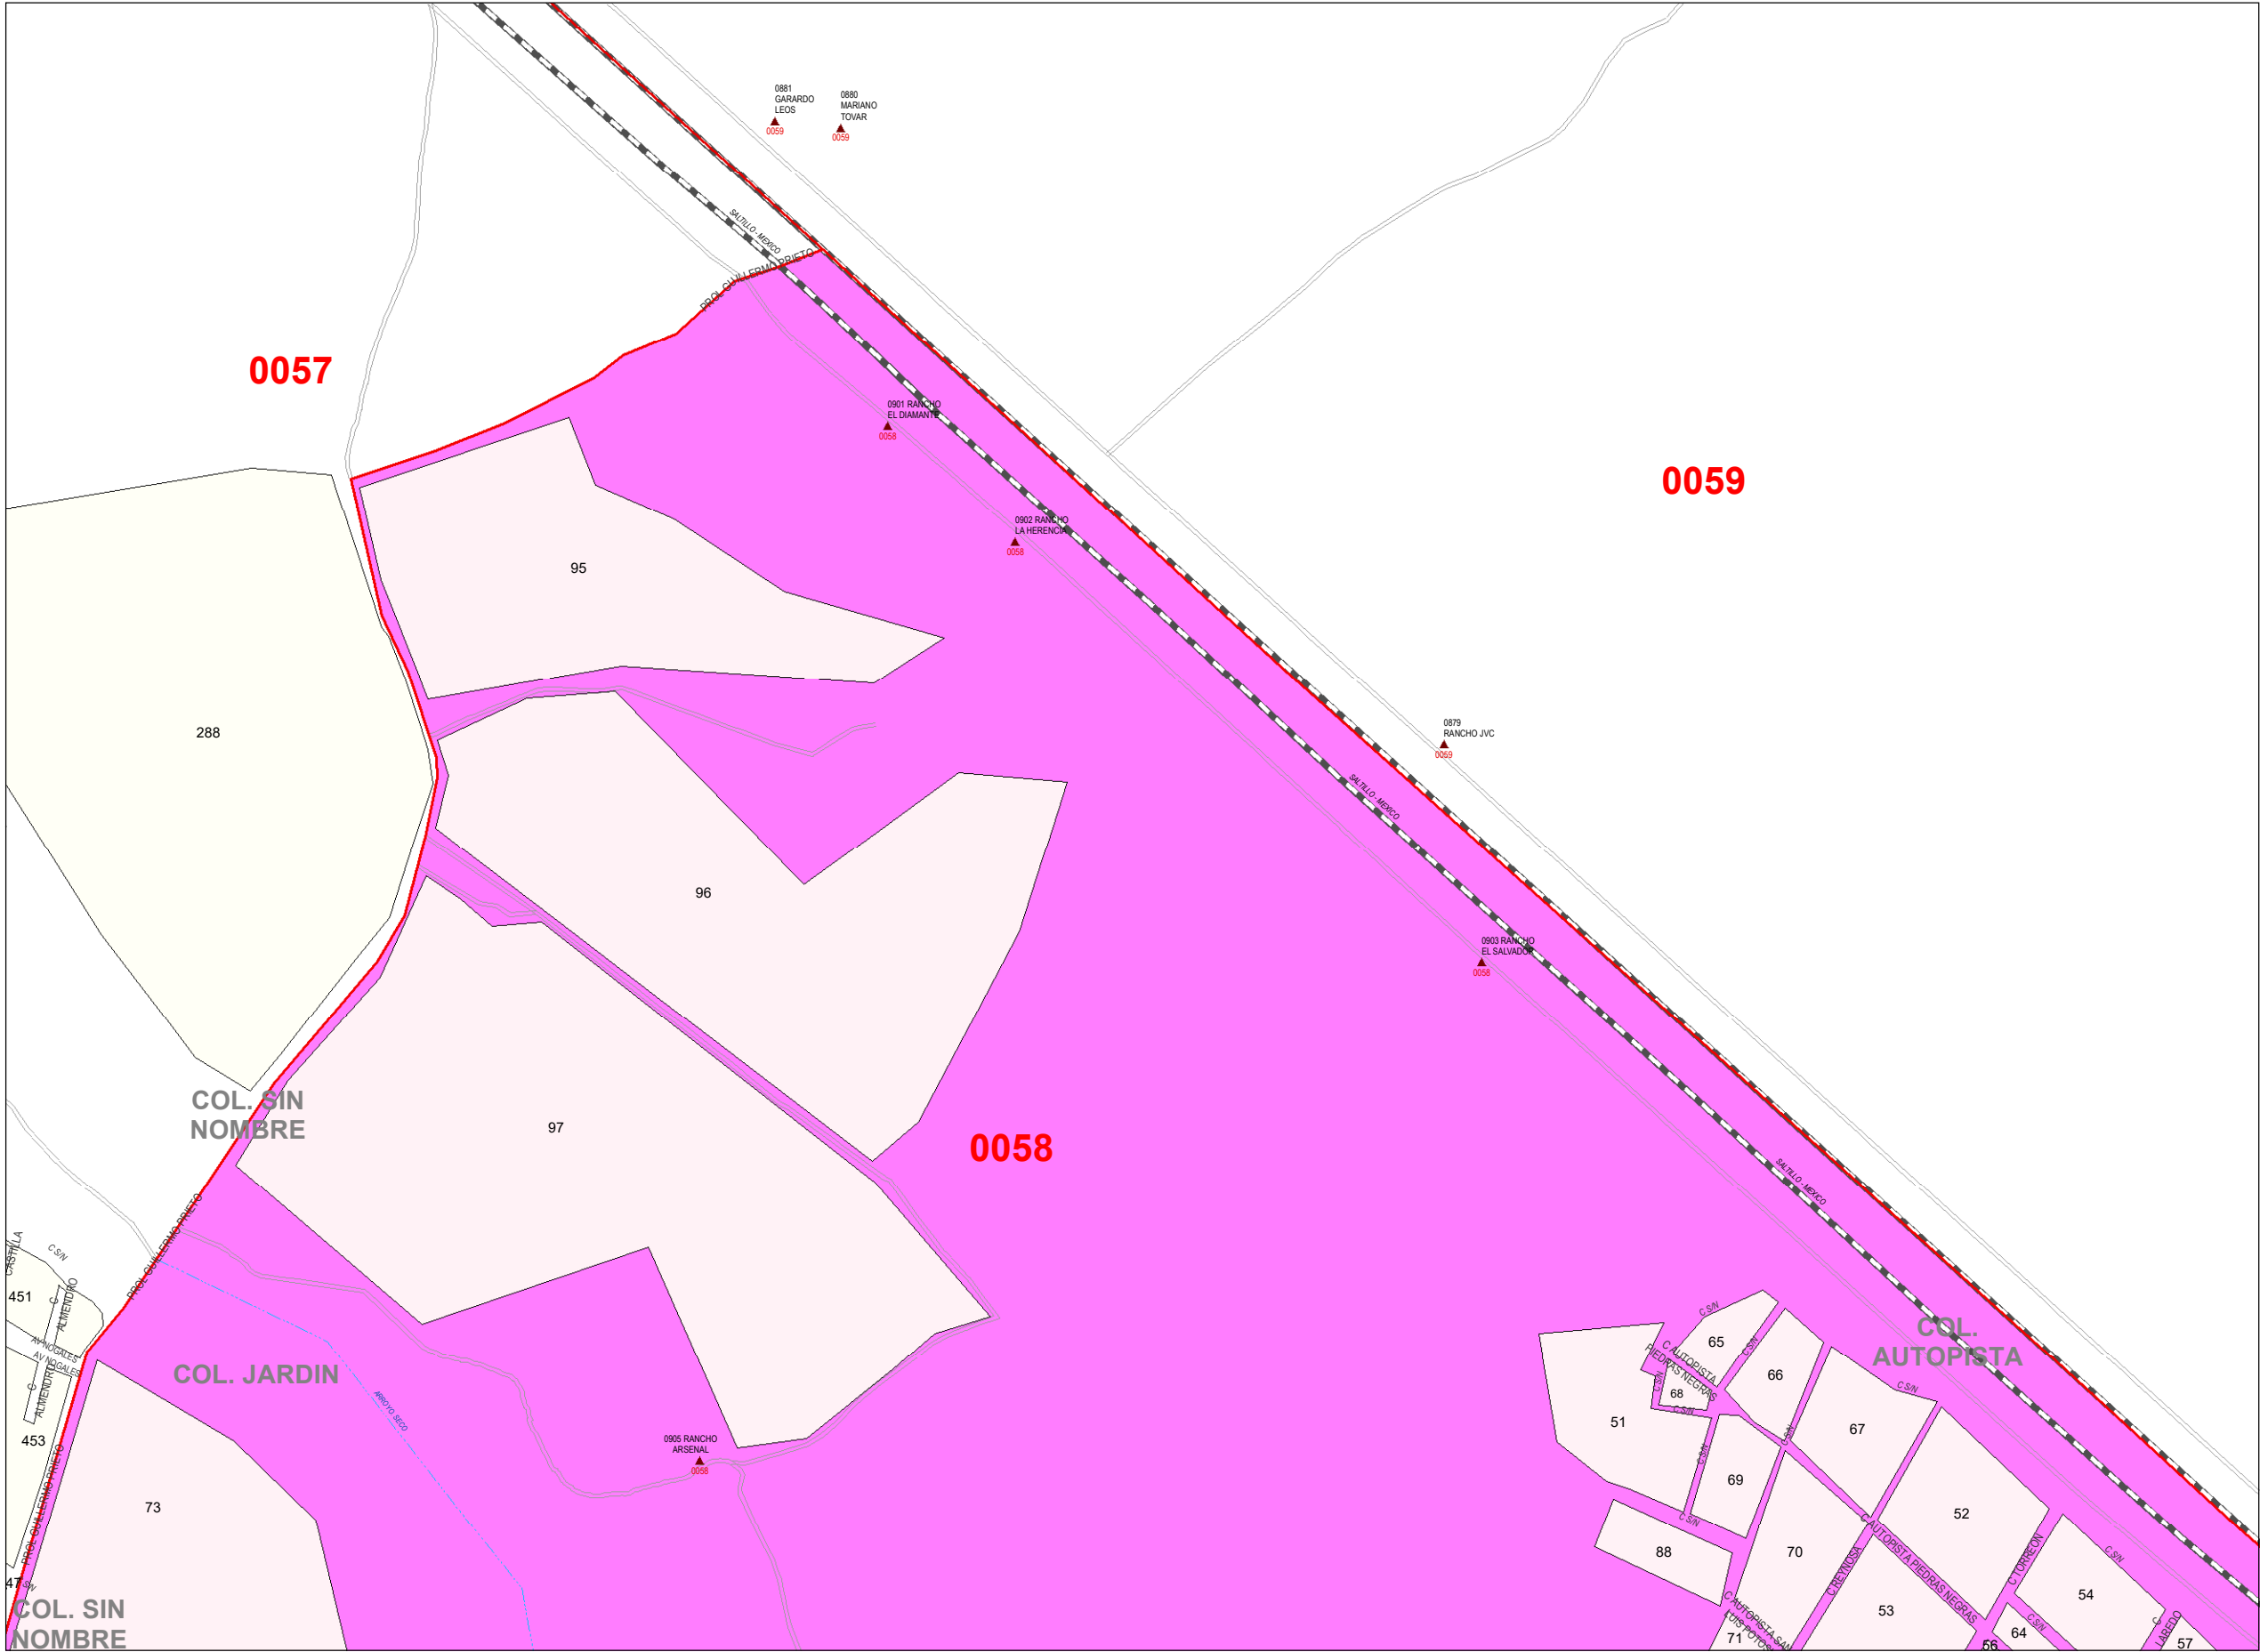 0881
GARARDO
LEOS
0059
0880
MARIANO
TOVAR
0059
SALTILLO - MEXICO
PROL GUILLERMO PRIETO
0057
0901 RANCHO
EL DIAMANTE
0058
0059
0902 RANCHO
LA HERENCIA
0058
95
288
0879
RANCHO JVC
0059
SALTILLO - MEXICO
96
0903 RANCHO
EL SALVADOR
0058
COL. SIN
NOMBRE
97
0058
SALTILLO - MEXICO
PROL GUILLERMO PRIETO
CASTILLA
C S/N
451
C
ALMENDRO
AV NOGALES
AV NOGALES
C
ALMENDRO
COL. JARDIN
ARROYO SECO
453
PROL GUILLERMO PRIETO
73
0905 RANCHO
ARSENAL
0058
47
S/N
COL. SIN
NOMBRE
C S/N
65
C S/N
C AUTOPISTA
PIEDRAS NEGRAS
66
COL.
AUTOPISTA
C S/N
68
C S/N
C S/N
51
67
C S/N
C S/N
69
C S/N
52
88
70
C REYNOSA
C AUTOPISTA PIEDRAS NEGRAS
C TORREON
C S/N
54
53
C AUTOPISTA SAN
LUIS POTOSI
71
56
64
C S/N
C
LAREDO
57